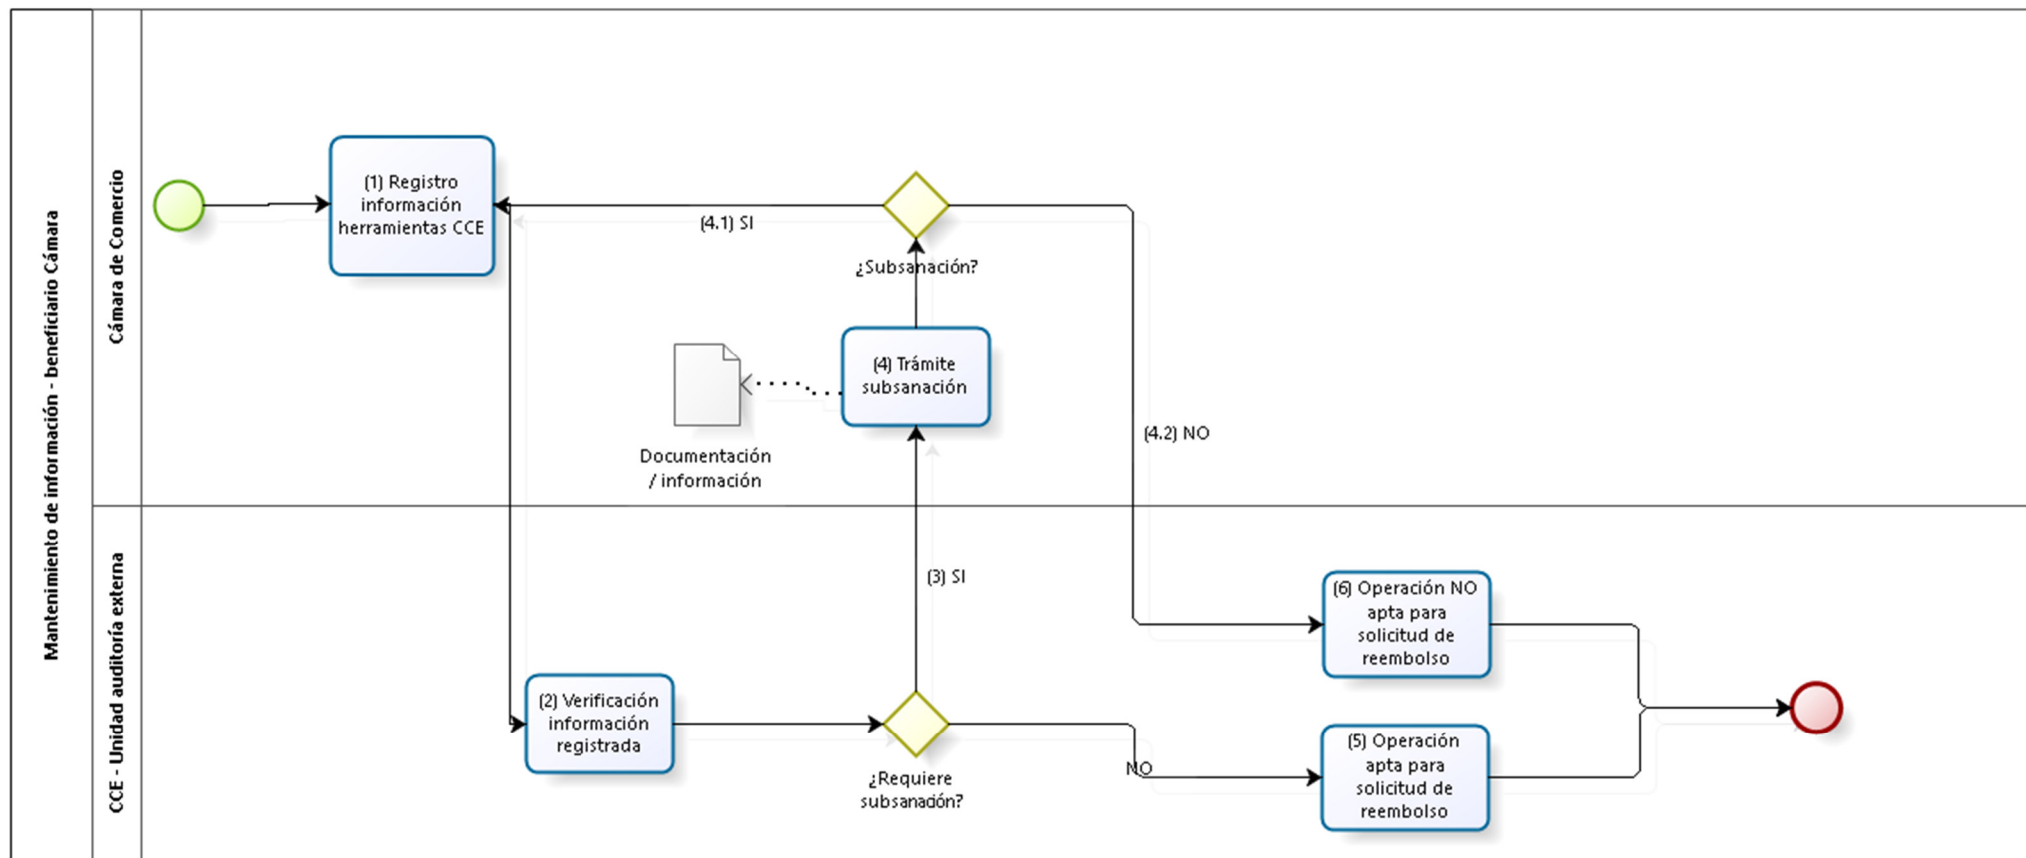 Mantenimiento de información - beneficiario Cámara
Cámara de Comercio
(1) Registro
información
herramientas CCE
(4.1) SI
¿Subsanación?
(4) Trámite
subsanación
Documentación
/ información
(4.2) NO
CCE - Unidad auditoría externa
(3) SI
(2) Verificación
información
registrada
¿Requiere
subsanación?
NO
(6) Operación NO
apta para
solicitud de
reembolso
(5) Operación
apta para
solicitud de
reembolso